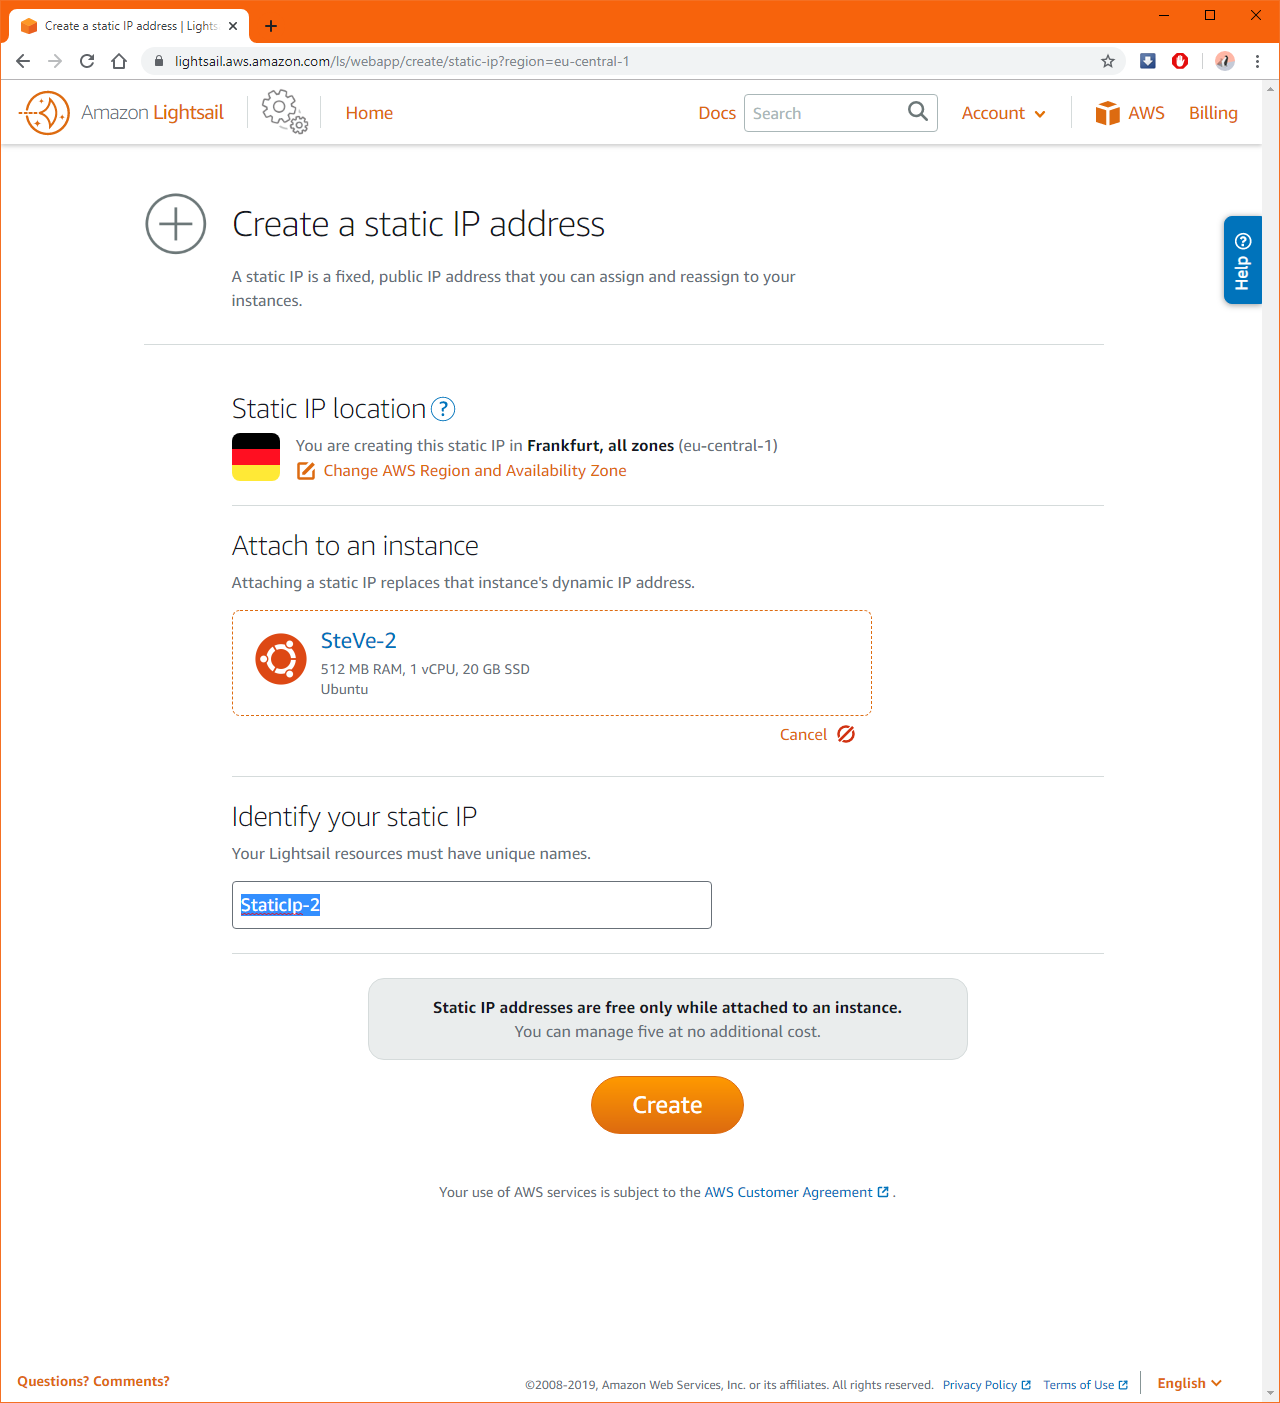 Create a static IP address | Lights
lightsail.aws.amazon.com/ls/webapp/create/static-ip?region=eu-central-1
Amazon Lightsail
Home
Docs
Search
Account
AWS
Billing
Create a static IP address
A static IP is a fixed, public IP address that you can assign and reassign to your
instances.
Help
Static IP location
You are creating this static IP in Frankfurt, all zones (eu-central-1)
Change AWS Region and Availability Zone
Attach to an instance
Attaching a static IP replaces that instance's dynamic IP address.
SteVe-2
512 MB RAM, 1 vCPU, 20 GB SSD
Ubuntu
Cancel
Identify your static IP
Your Lightsail resources must have unique names.
StaticIp-2
Static IP addresses are free only while attached to an instance.
You can manage five at no additional cost.
Create
Your use of AWS services is subject to the AWS Customer Agreement .
Questions? Comments?
©2008-2019, Amazon Web Services, Inc. or its affiliates. All rights reserved.
Privacy Policy
Terms of Use
English